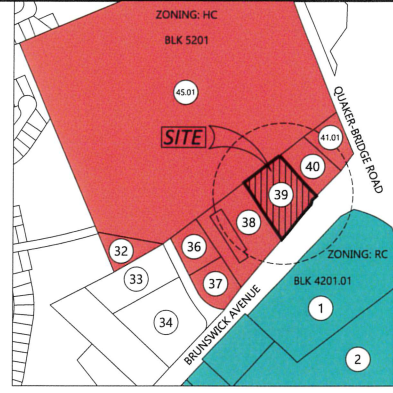 ZONING: HC
BLK 5201
45.01
QUAKER-BRIDGE ROAD
SITE
41.01
40
39
38
36
32
33
37
34
ZONING: RC
BLK 4201.01
BRUNSWICK AVENUE
1
2